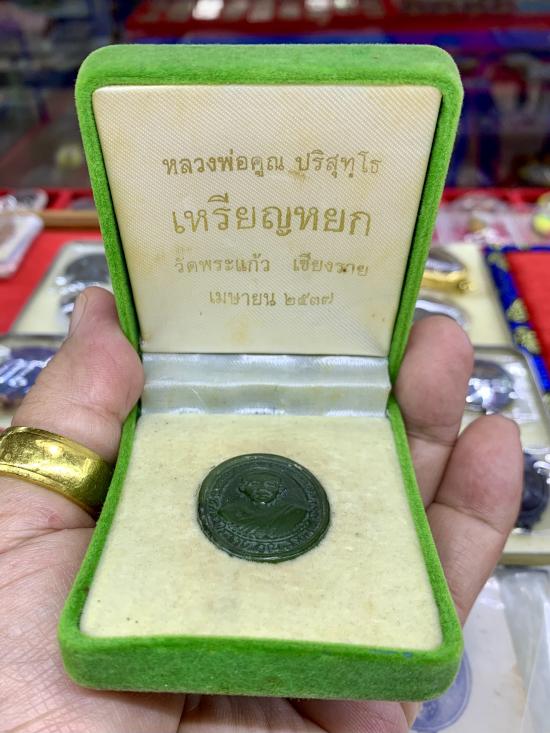 หลวงพ่อคูณ ปริสุทฺโธ
เหรียญหยก
วัดพระแก้ว เชียงราย
เมษายน ๒๕๓๗